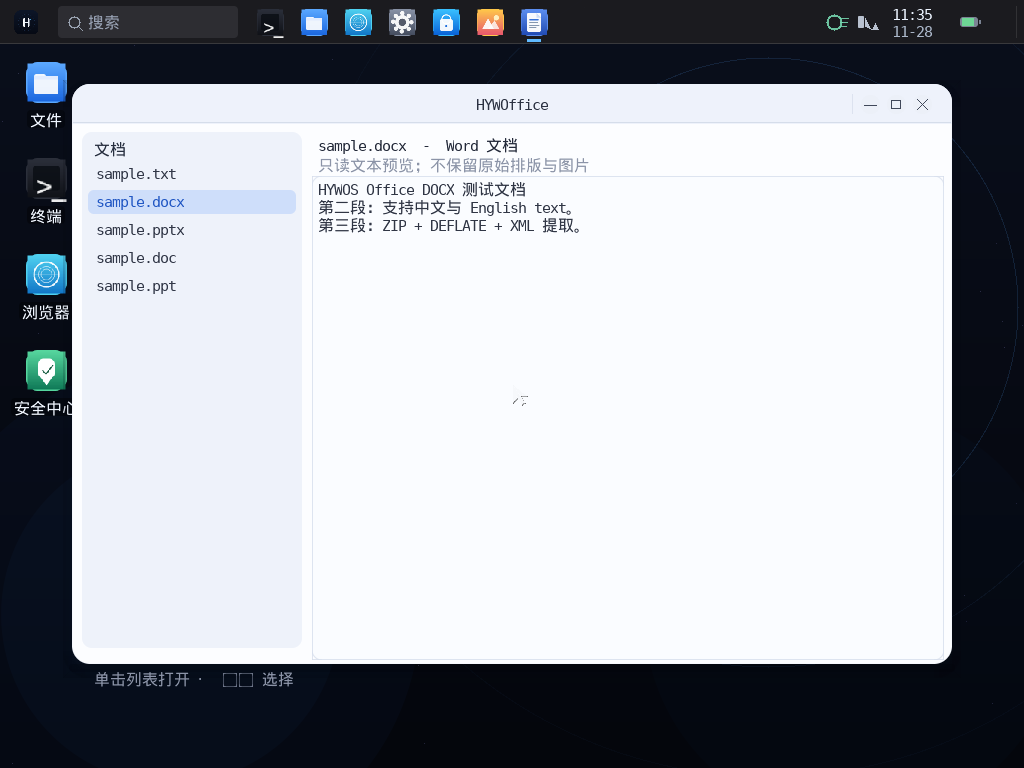 H
搜索
11:35
11-28
文件
终端
浏览器
安全中心
HYWOffice
文档
sample.txt
sample.docx
sample.pptx
sample.doc
sample.ppt
sample.docx - Word 文档
只读文本预览; 不保留原始排版与图片
HYWOS Office DOCX 测试文档
第二段: 支持中文与 English text。
第三段: ZIP + DEFLATE + XML 提取。
单击列表打开 · □□ 选择